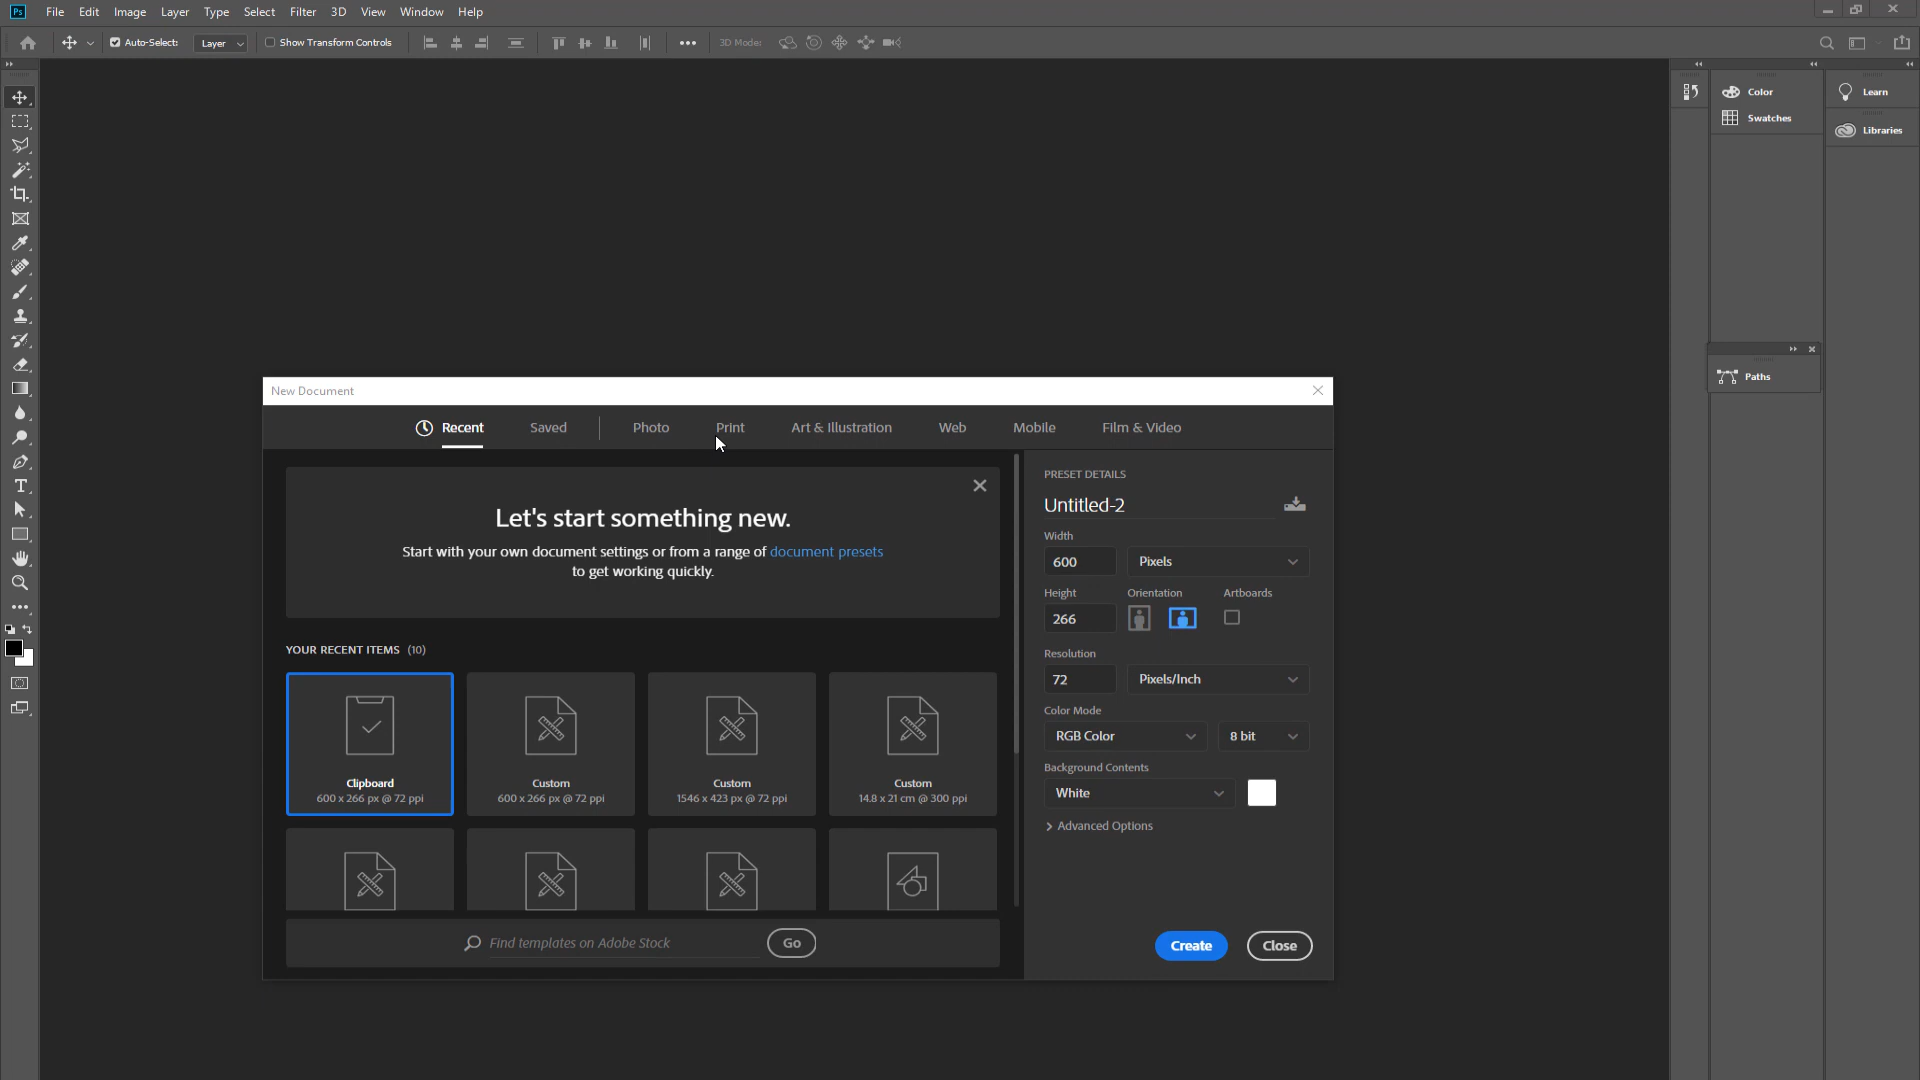 Ps File Edit Image Layer Type Select Filter 3D View Window Help
Auto-Select: Layer Show Transform Controls 3D Mode:
Color
Swatches
Learn
Libraries
Paths
New Document
Recent Saved Photo Print Art & Illustration Web Mobile Film & Video
Let's start something new.
Start with your own document settings or from a range of document presets
to get working quickly.
YOUR RECENT ITEMS (10)
Clipboard
600 x 266 px @ 72 ppi
Custom
600 x 266 px @ 72 ppi
Custom
1546 x 423 px @ 72 ppi
Custom
14.8 x 21 cm @ 300 ppi
Find templates on Adobe Stock Go
PRESET DETAILS
Untitled-2
Width
600 Pixels
Height Orientation Artboards
266
Resolution
72 Pixels/Inch
Color Mode
RGB Color 8 bit
Background Contents
White
Advanced Options
Create Close